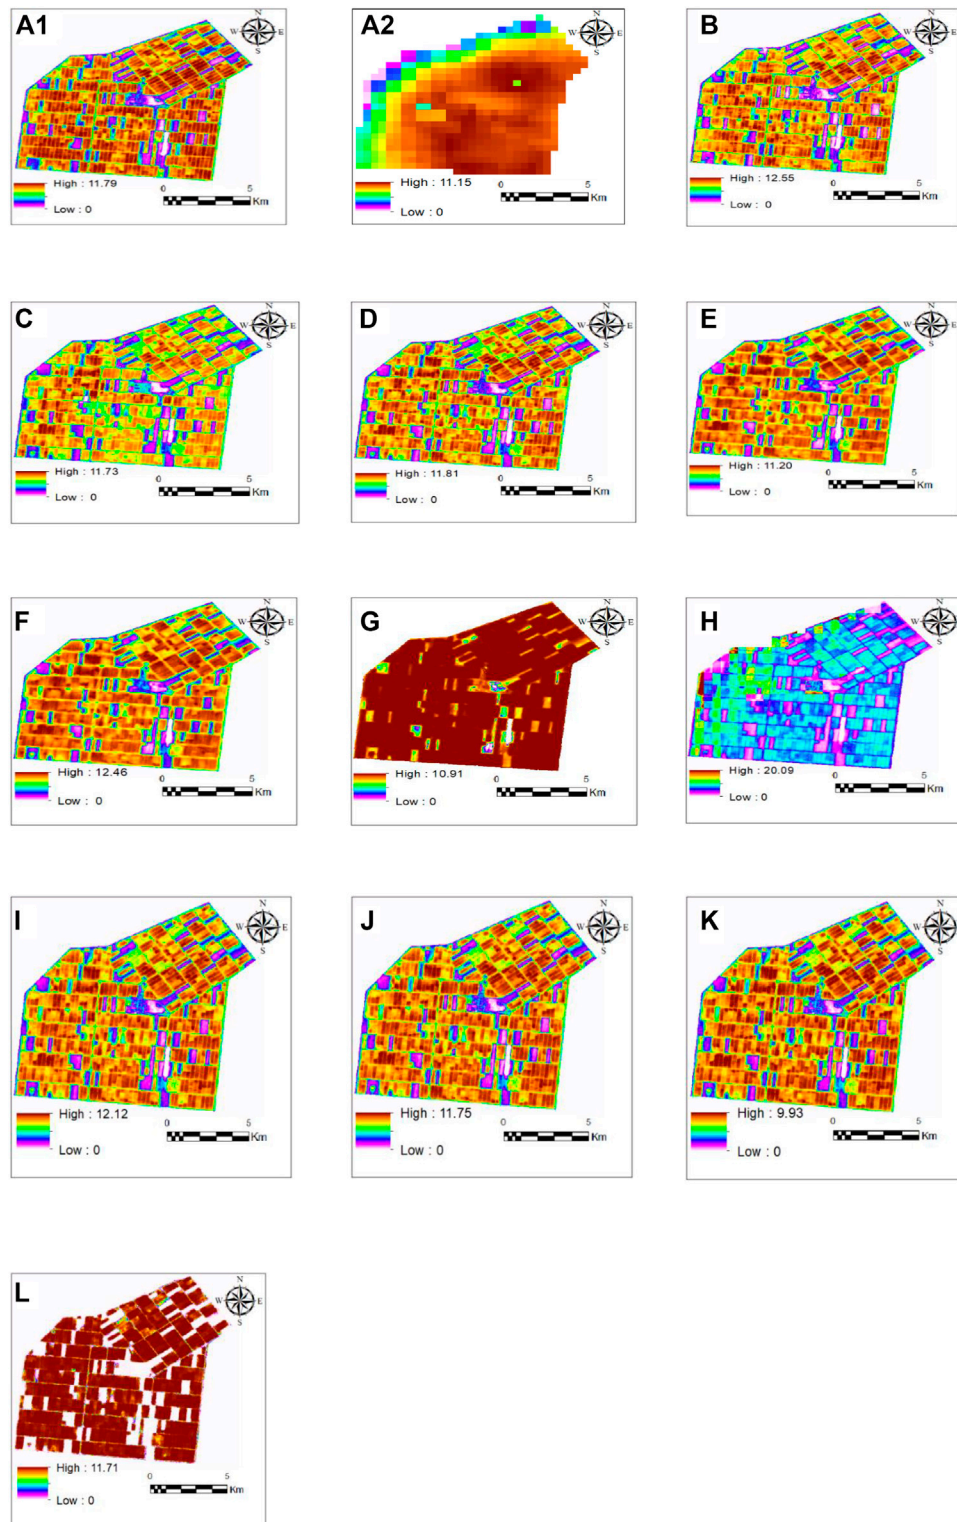 A1
N
W E
S
High : 11.79
Low : 0
0 5
Km
A2
N
W E
S
High : 11.15
Low : 0
0 5
Km
B
N
W E
S
High : 12.55
Low : 0
0 5
Km
C
N
W E
S
High : 11.73
Low : 0
0 5
Km
D
N
W E
S
High : 11.81
Low : 0
0 5
Km
E
N
W E
S
High : 11.20
Low : 0
0 5
Km
F
N
W E
S
High : 12.46
Low : 0
0 5
Km
G
N
W E
S
High : 10.91
Low : 0
0 5
Km
H
N
W E
S
High : 20.09
Low : 0
0 5
Km
I
N
W E
S
High : 12.12
Low : 0
0 5
Km
J
N
W E
S
High : 11.75
Low : 0
0 5
Km
K
N
W E
S
High : 9.93
Low : 0
0 5
Km
L
N
W E
S
High : 11.71
Low : 0
0 5
Km